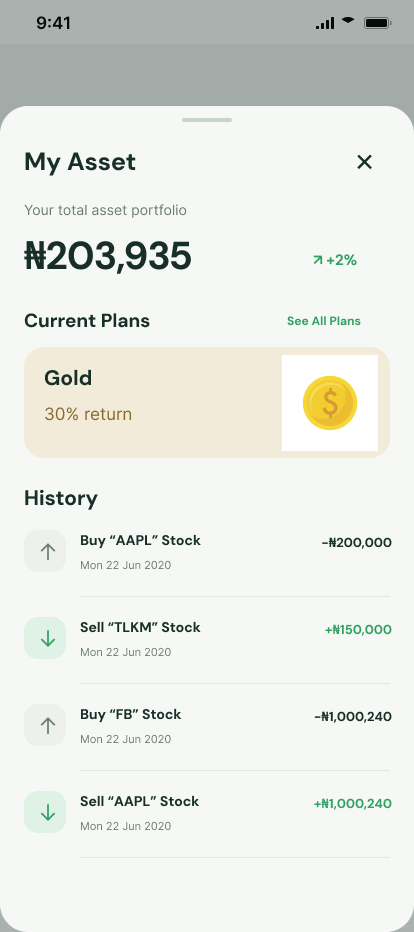 9:41
My Asset
Your total asset portfolio
₦203,935
+2%
Current Plans
See All Plans
Gold
30% return
$
History
Buy “AAPL” Stock
-₦200,000
Mon 22 Jun 2020
Sell “TLKM” Stock
+₦150,000
Mon 22 Jun 2020
Buy “FB” Stock
-₦1,000,240
Mon 22 Jun 2020
Sell “AAPL” Stock
+₦1,000,240
Mon 22 Jun 2020